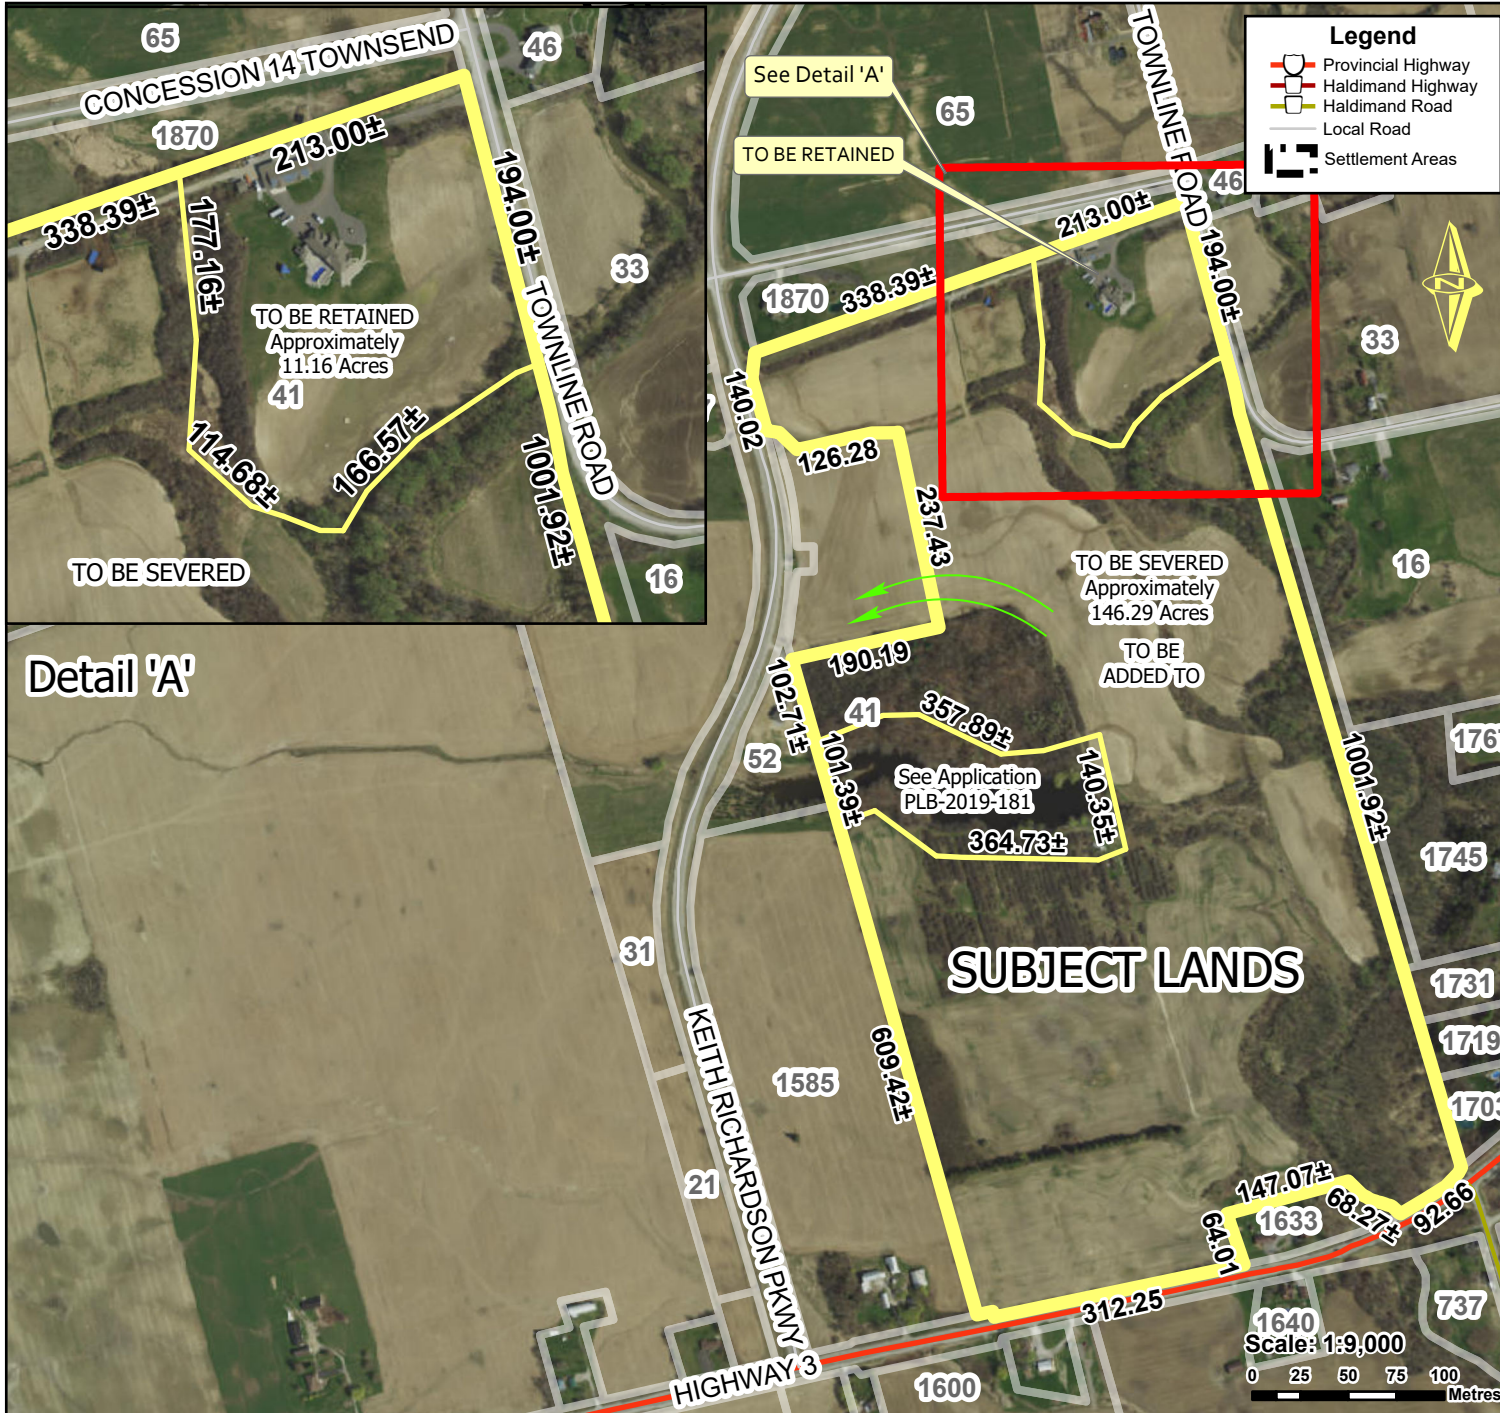 65
CONCESSION 14 TOWNSEND
46
1870
213.00±
338.39±
177.16±
194.00±
33
TO BE RETAINED
Approximately
11.16 Acres
41
TOWNLINE ROAD
114.68±
166.57±
1001.92±
TO BE SEVERED
16
Detail 'A'
See Detail 'A'
TO BE RETAINED
65
TOWNLINE ROAD
46
Legend
Provincial Highway
Haldimand Highway
Haldimand Road
Local Road
Settlement Areas
N
213.00±
194.00±
1870
338.39±
33
140.02
126.28
237.43
16
TO BE SEVERED
Approximately
146.29 Acres
TO BE
ADDED TO
190.19
102.71±
41
357.89±
52
101.39±
See Application
PLB-2019-181
140.35±
364.73±
1001.92±
1767
1745
31
SUBJECT LANDS
1731
1719
1703
KEITH RICHARDSON PKWY
1585
609.42±
21
147.07±
68.27±
92.66
64.01
1633
312.25
HIGHWAY 3
1600
1640
737
Scale: 1:9,000
0 25 50 75 100
Metres